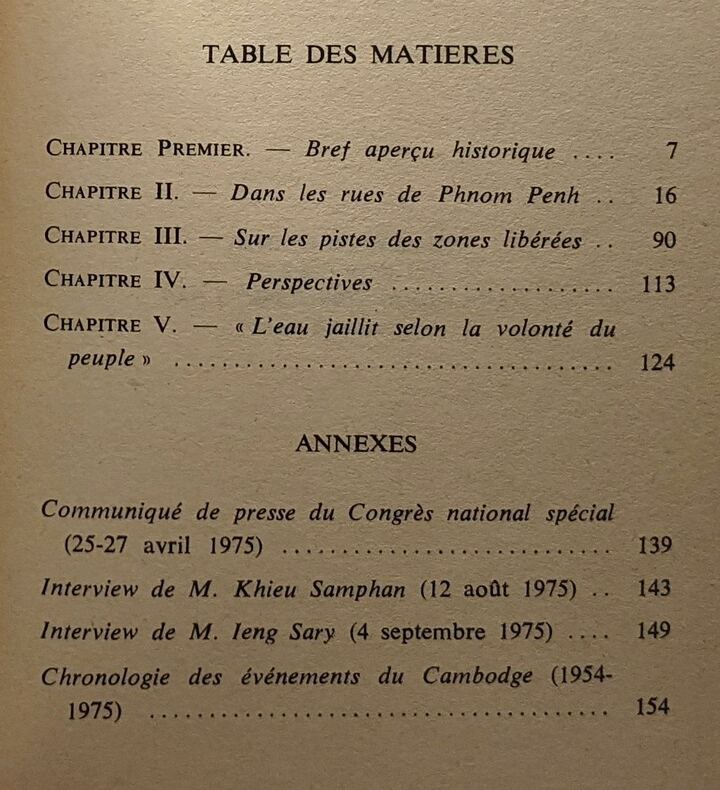 TABLE DES MATIERES
CHAPITRE PREMIER. — Bref aperçu historique .... 7
CHAPITRE II. — Dans les rues de Phnom Penh .. 16
CHAPITRE III. — Sur les pistes des zones libérées .. 90
CHAPITRE IV. — Perspectives ................... 113
CHAPITRE V. — « L'eau jaillit selon la volonté du
peuple » ..................................... 124
ANNEXES
Communiqué de presse du Congrès national spécial
(25-27 avril 1975) ............................ 139
Interview de M. Khieu Samphan (12 août 1975) .. 143
Interview de M. Ieng Sary (4 septembre 1975) .... 149
Chronologie des événements du Cambodge (1954-
1975) ....................................... 154